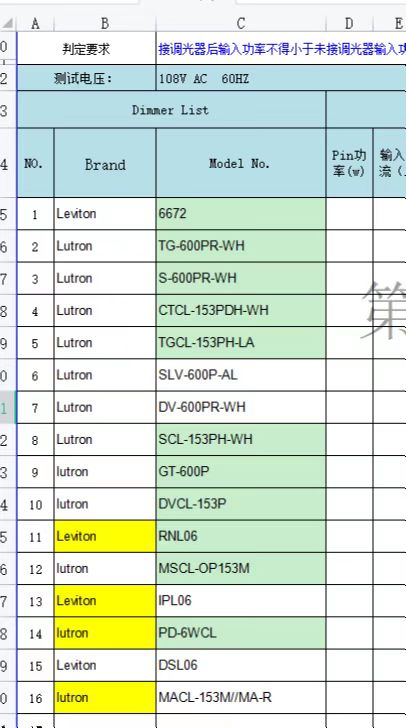 A B C D E
0 判定要求 接调光器后输入功率不得小于未接调光器输入功
2 测试电压: 108V AC 60HZ
3 Dimmer List
4 NO. Brand Model No. Pin功率(w) 输入
流(
5 1 Leviton 6672
6 2 Lutron TG-600PR-WH
7 3 Lutron S-600PR-WH
8 4 Lutron CTCL-153PDH-WH
9 5 Lutron TGCL-153PH-LA
0 6 Lutron SLV-600P-AL
1 7 Lutron DV-600PR-WH
2 8 Lutron SCL-153PH-WH
3 9 lutron GT-600P
4 10 lutron DVCL-153P
5 11 Leviton RNL06
6 12 lutron MSCL-OP153M
7 13 Leviton IPL06
8 14 lutron PD-6WCL
9 15 Leviton DSL06
0 16 lutron MACL-153M//MA-R
第